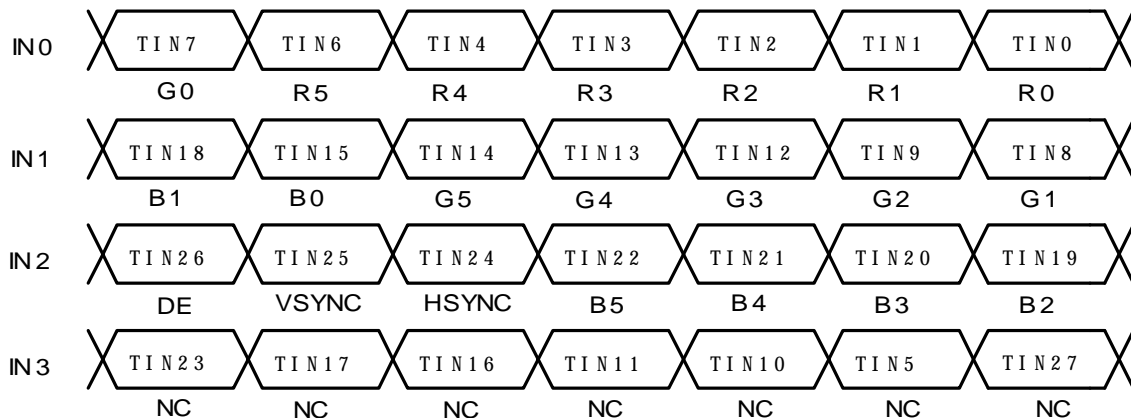 IN0 TIN7 TIN6 TIN4 TIN3 TIN2 TIN1 TIN0
G0 R5 R4 R3 R2 R1 R0
IN1 TIN18 TIN15 TIN14 TIN13 TIN12 TIN9 TIN8
B1 B0 G5 G4 G3 G2 G1
IN2 TIN26 TIN25 TIN24 TIN22 TIN21 TIN20 TIN19
DE VSYNC HSYNC B5 B4 B3 B2
IN3 TIN23 TIN17 TIN16 TIN11 TIN10 TIN5 TIN27
NC NC NC NC NC NC NC